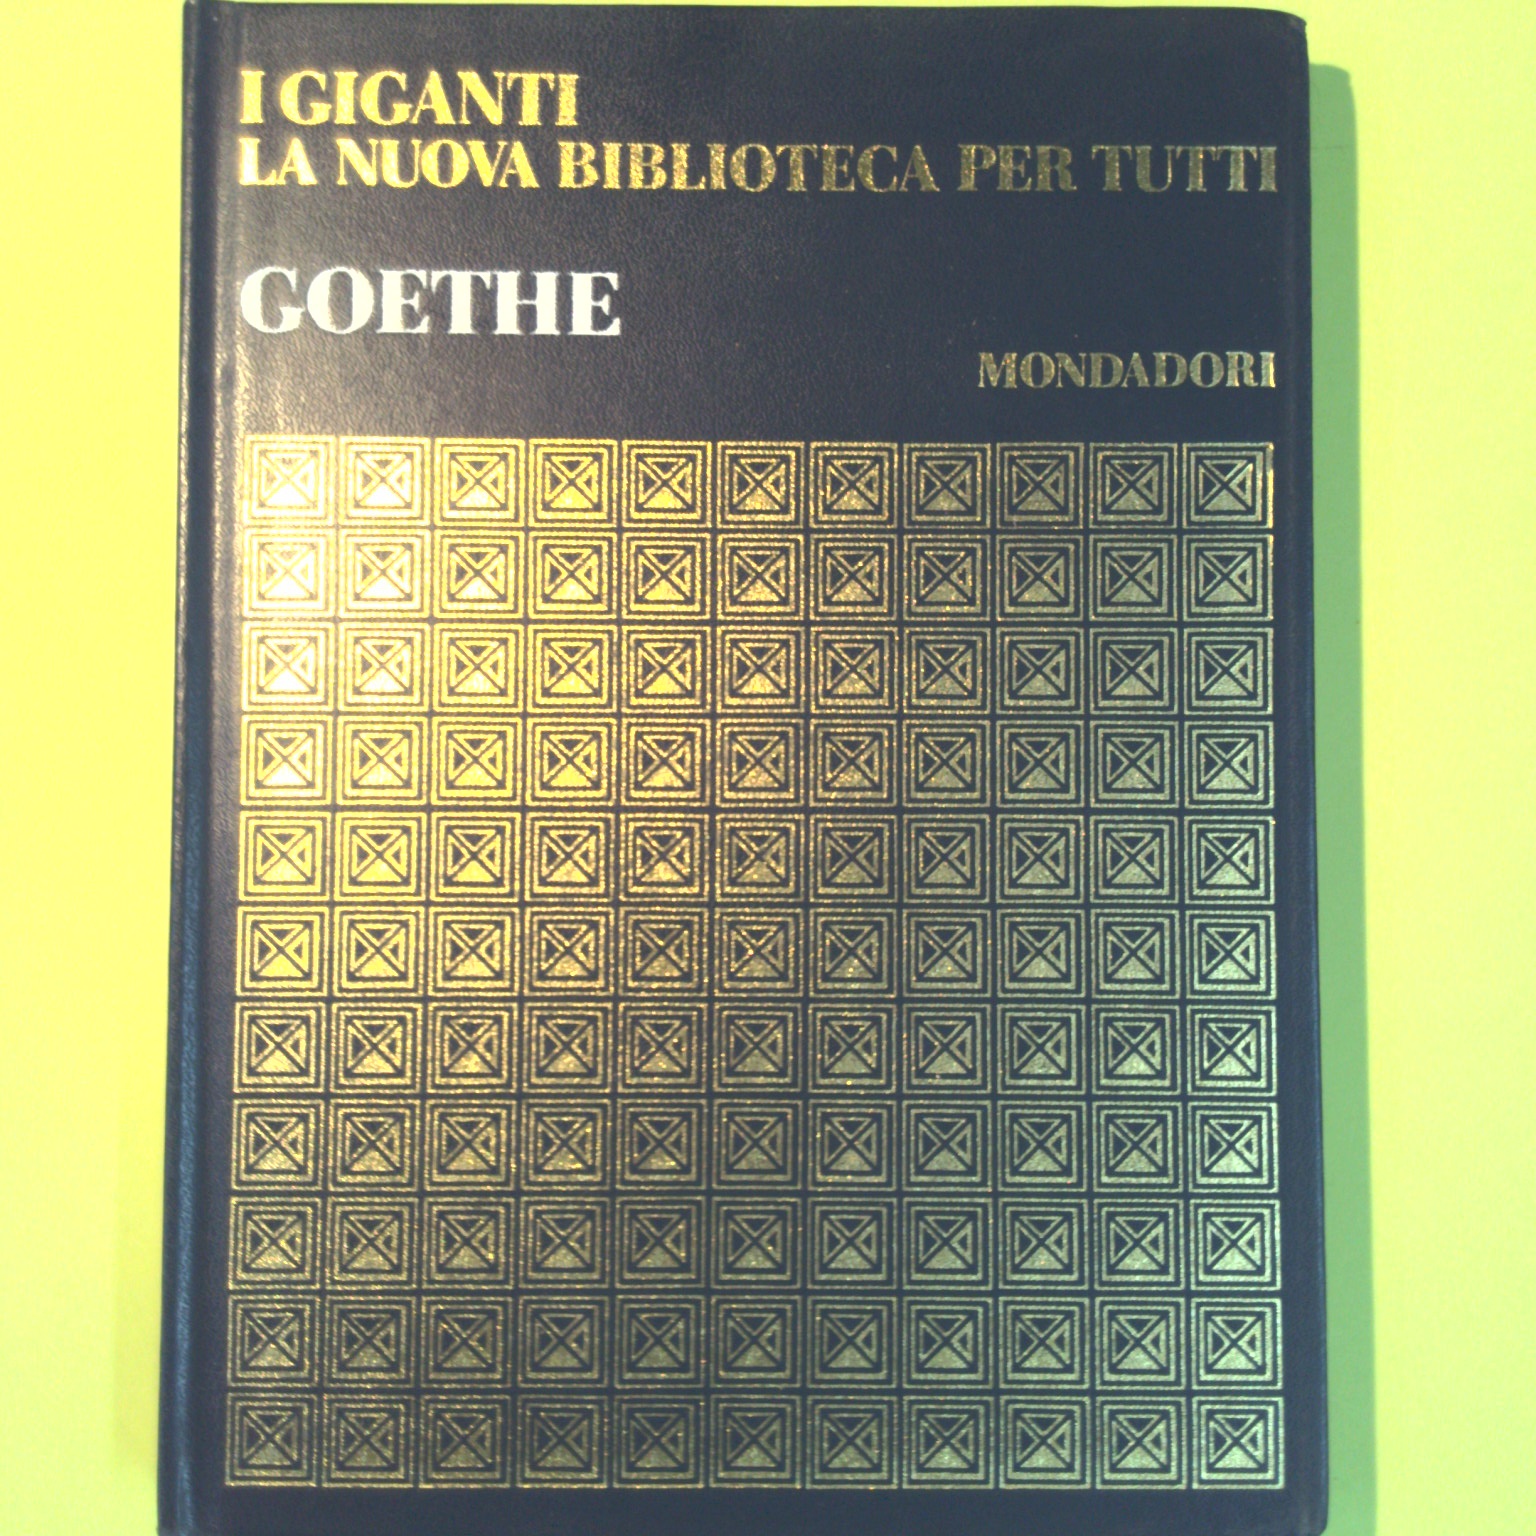 I GIGANTI
LA NUOVA BIBLIOTECA PER TUTTI
GOETHE
MONDADORI